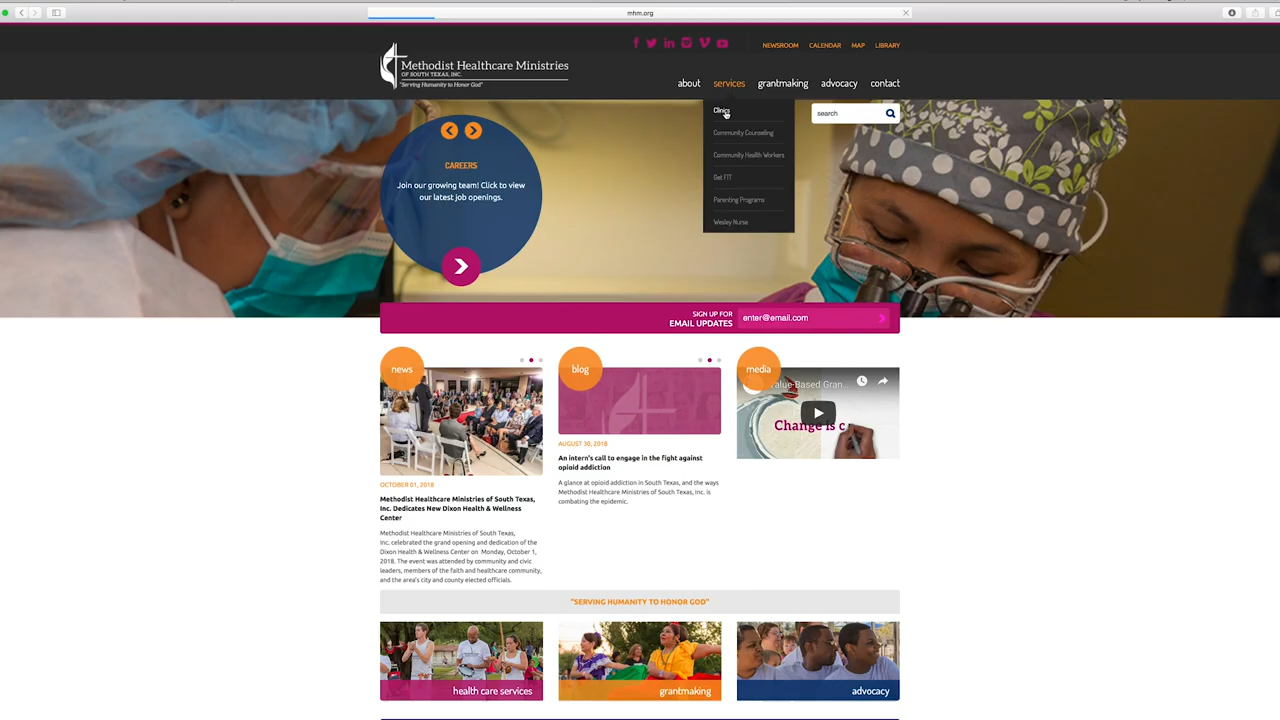 mhm.org
NEWSROOM CALENDAR MAP LIBRARY
Methodist Healthcare Ministries
OF SOUTH TEXAS, INC.
"Serving Humanity to Honor God"
about services grantmaking advocacy contact
Clinics
search
Community Counseling
Community Health Workers
Get FIT
Parenting Programs
Wesley Nurse
CAREERS
Join our growing team! Click to view
our latest job openings.
SIGN UP FOR
EMAIL UPDATES
enter@email.com
news
OCTOBER 01, 2018
Methodist Healthcare Ministries of South Texas,
Inc. Dedicates New Dixon Health & Wellness
Center
Methodist Healthcare Ministries of South Texas,
Inc. celebrated the grand opening and dedication of the
Dixon Health & Wellness Center on Monday, October 1,
2018. The event was attended by community and civic
leaders, members of the faith and healthcare community,
and the area's city and county elected officials.
blog
AUGUST 30, 2018
An intern's call to engage in the fight against
opioid addiction
A glance at opioid addiction in South Texas, and the ways
Methodist Healthcare Ministries of South Texas, Inc. is
combating the epidemic.
media
Value-Based Gran...
Change is c
"SERVING HUMANITY TO HONOR GOD"
health care services
grantmaking
advocacy